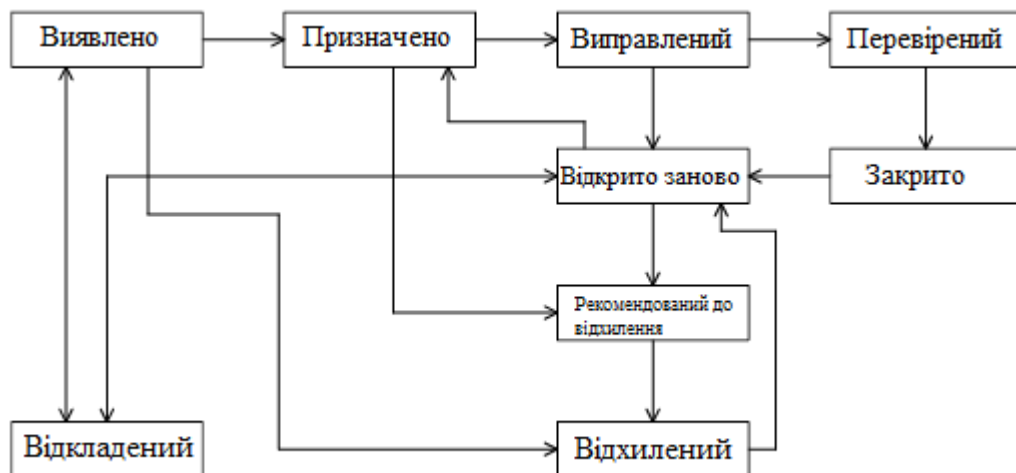 Виявлено
Призначено
Виправлений
Перевірений
Відкрито заново
Закрито
Рекомендований до
відхилення
Відкладений
Відхилений